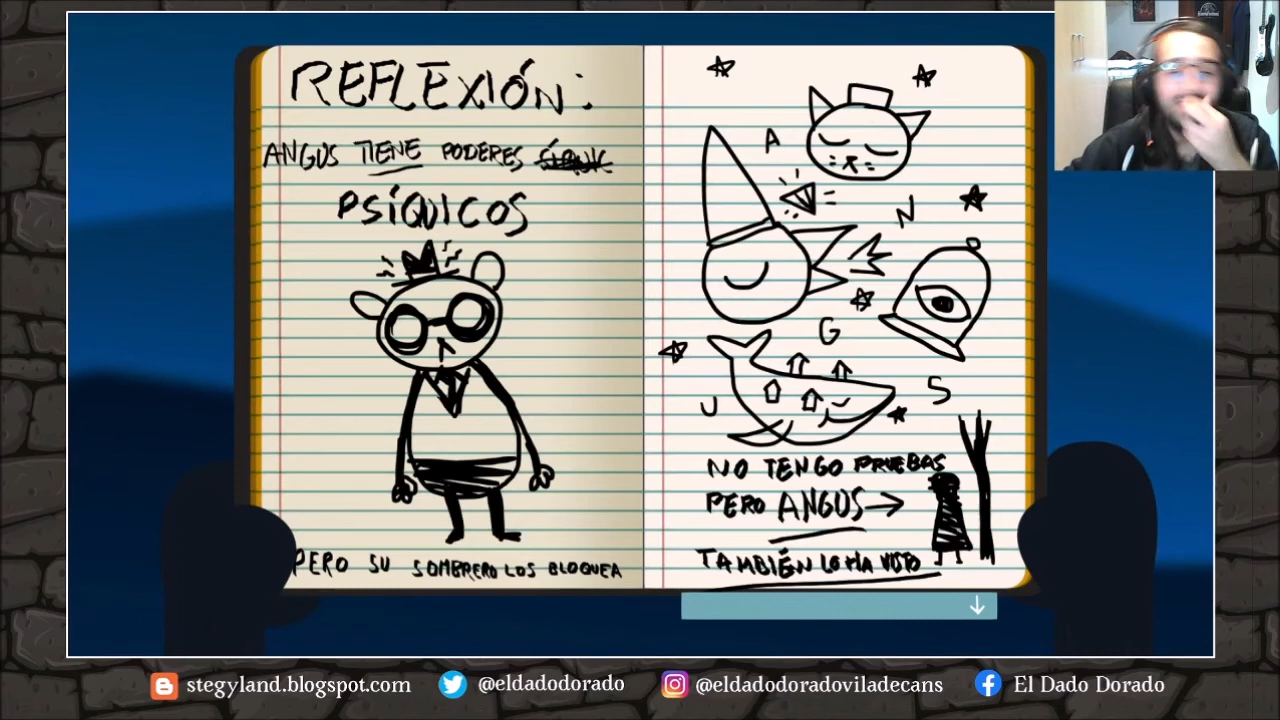 REFLEXIÓN:
ANGUS TIENE PODERES
PSÍQUICOS
PERO SU SOMBRERO LOS BLOQUEA
A
N
G
U
S
NO TENGO PRUEBAS
PERO ANGUS →
TAMBIÉN LO HA VISTO
stegyland.blogspot.com
@eldadodorado
@eldadodoradoviladecans
El Dado Dorado